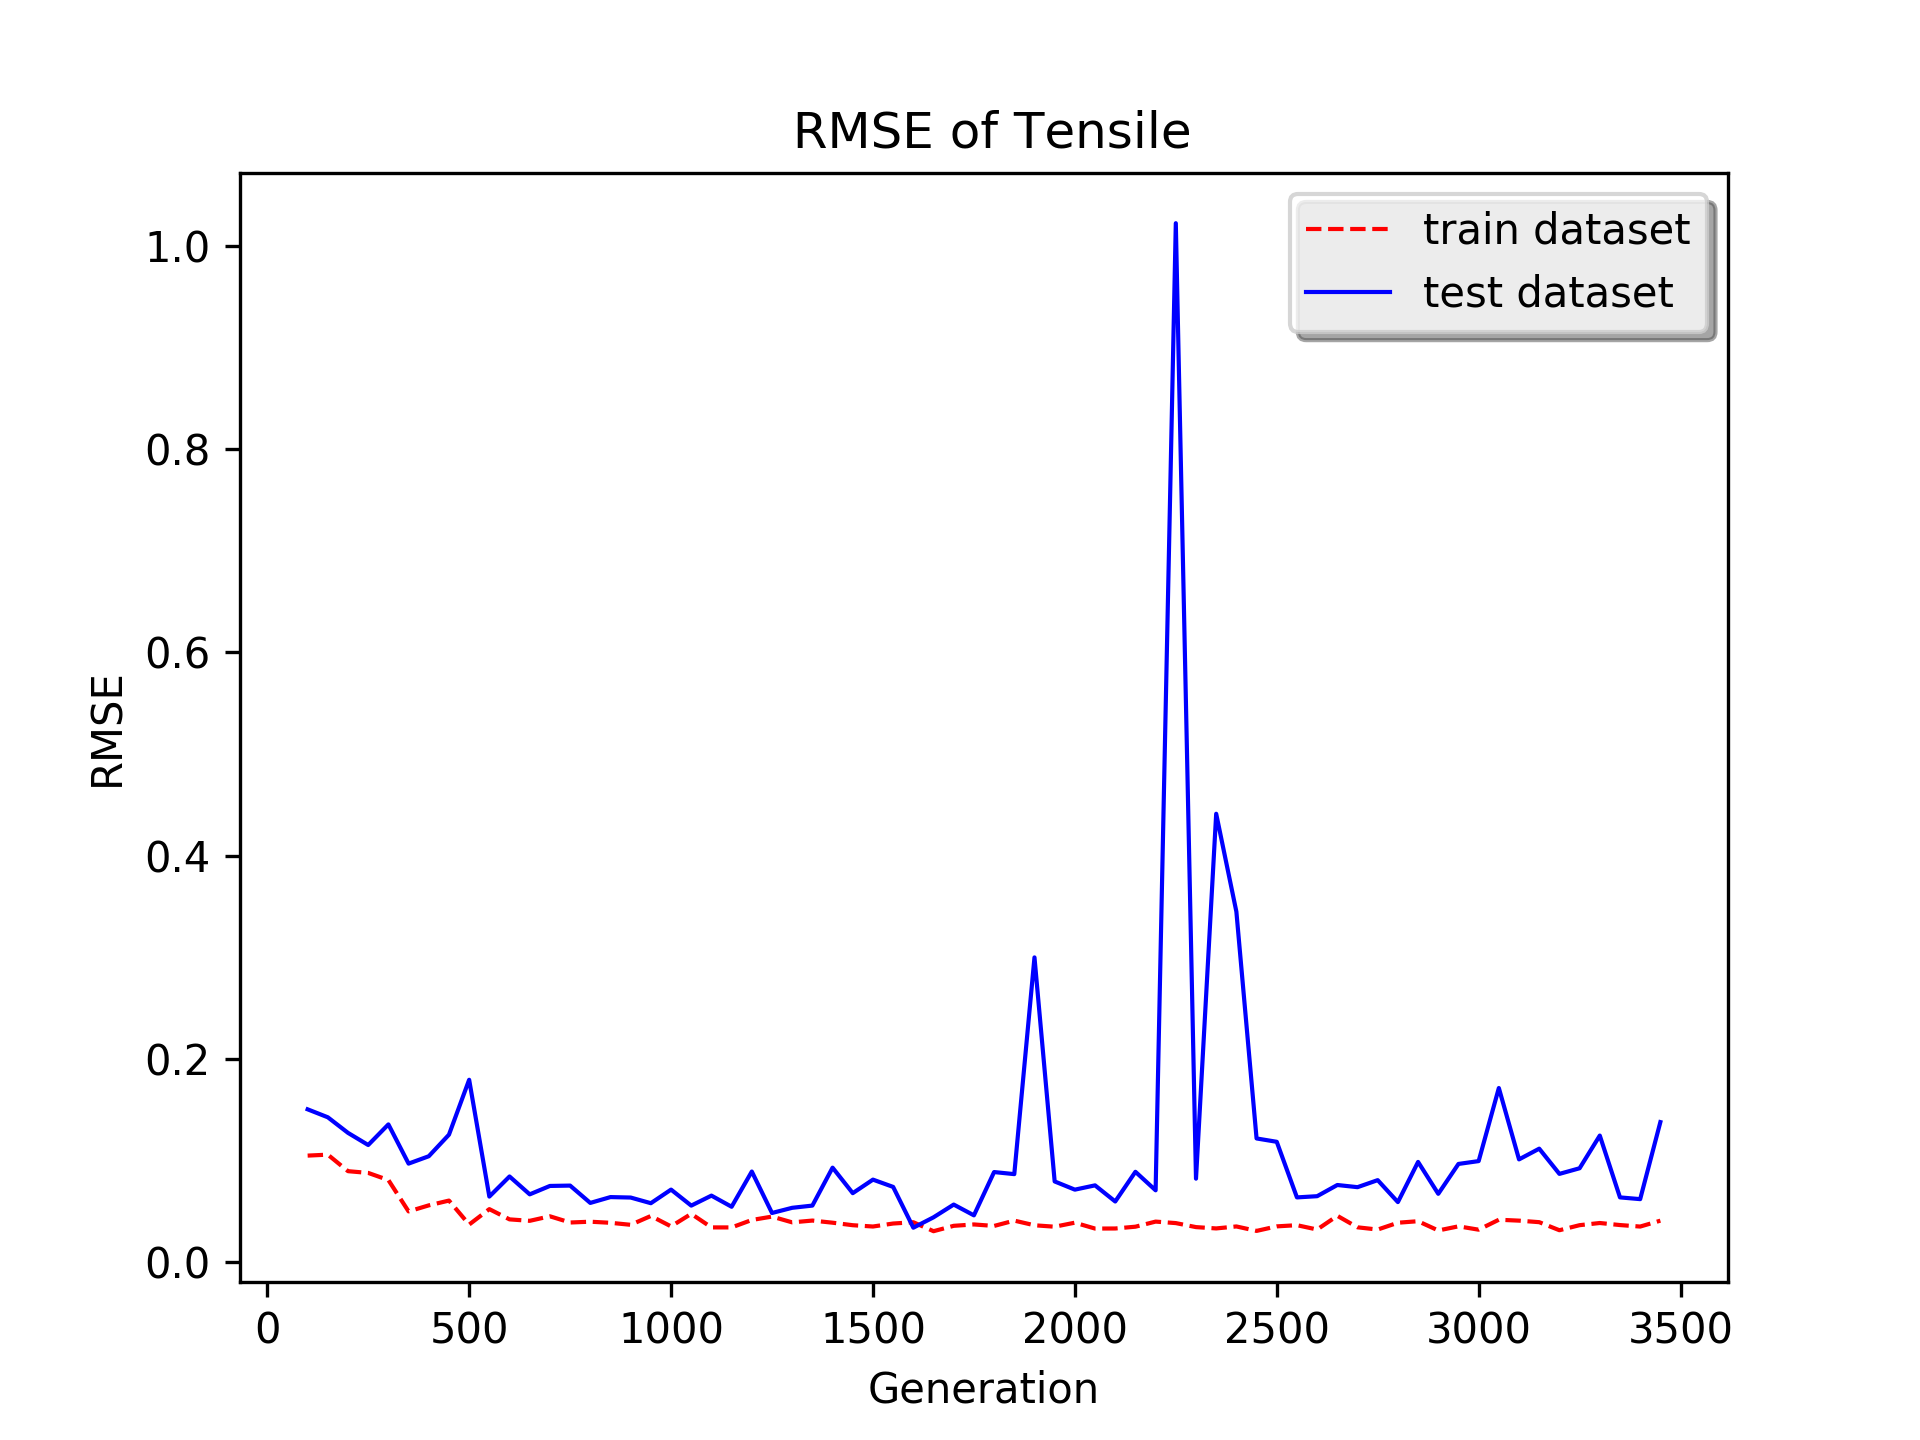 RMSE of Tensile
train dataset
test dataset
1.0
0.8
0.6
0.4
0.2
0.0
RMSE
0 500 1000 1500 2000 2500 3000 3500
Generation